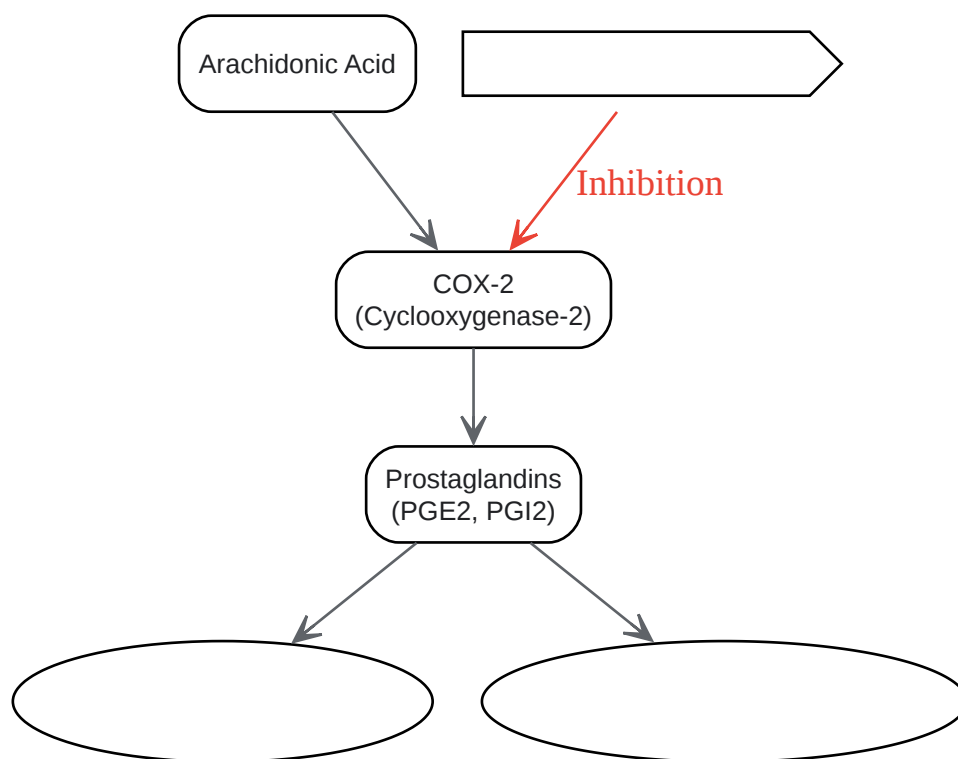 Arachidonic Acid
Inhibition
COX-2
(Cyclooxygenase-2)
Prostaglandins
(PGE2, PGI2)